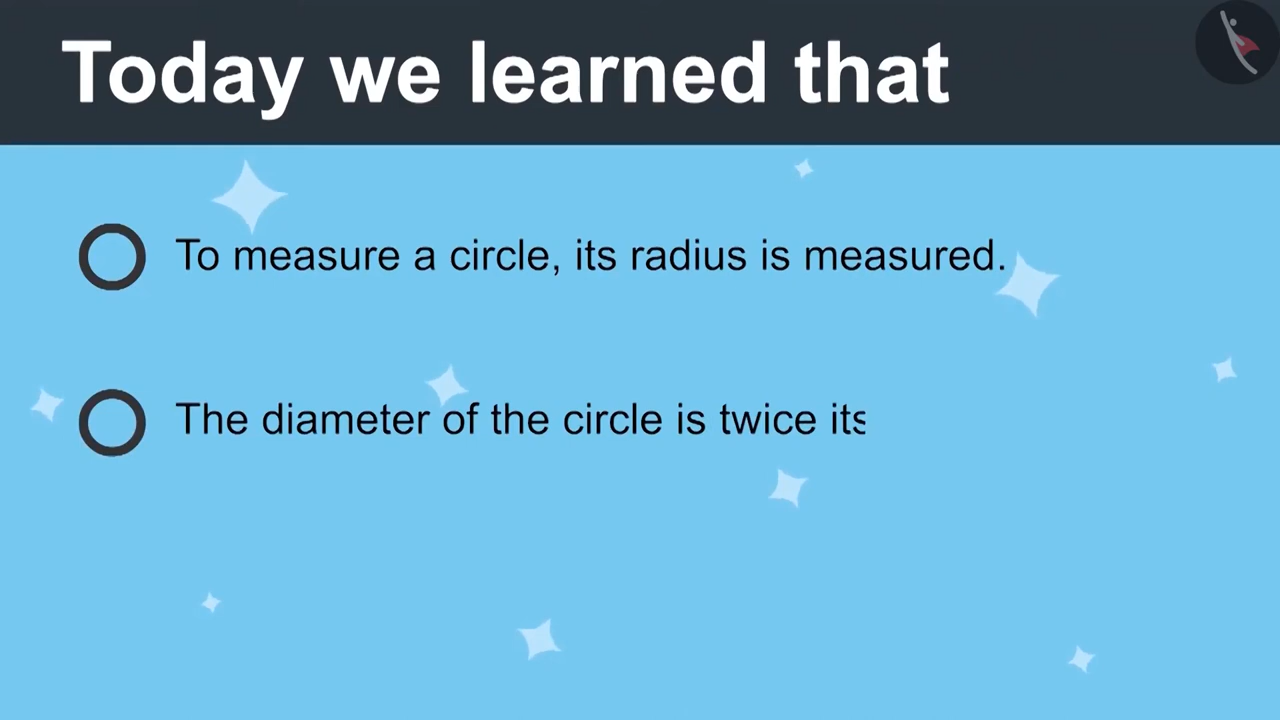 Today we learned that
To measure a circle, its radius is measured.
The diameter of the circle is twice its